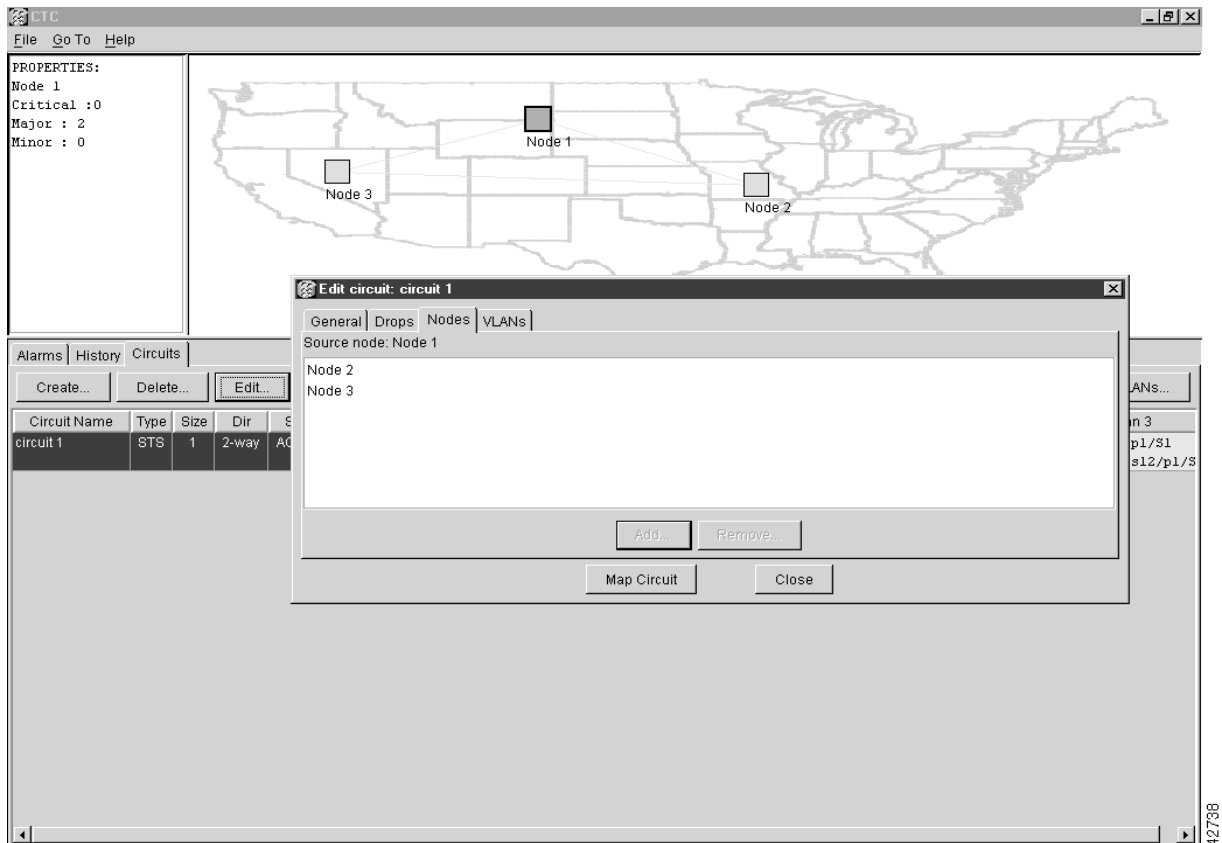 CTC
File Go To Help
PROPERTIES:
Node 1
Critical :0
Major : 2
Minor : 0
Node 1
Node 3
Node 2
Edit circuit: circuit 1
General Drops Nodes VLANs
Source node: Node 1
Node 2
Node 3
Add...
Remove...
Map Circuit
Close
Alarms History Circuits
Create... Delete... Edit... LANs...
Circuit Name Type Size Dir S an 3
circuit 1 STS 1 2-way AC p1/S1
s12/p1/S
42738